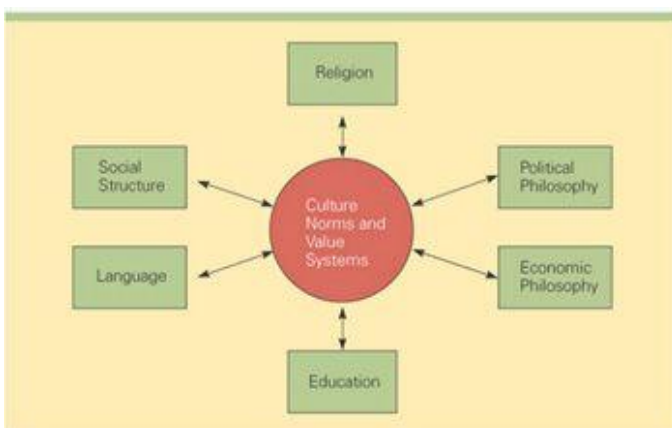 Religion
Social
Structure
Political
Philosophy
Culture
Norms and
Value
Systems
Language
Economic
Philosophy
Education